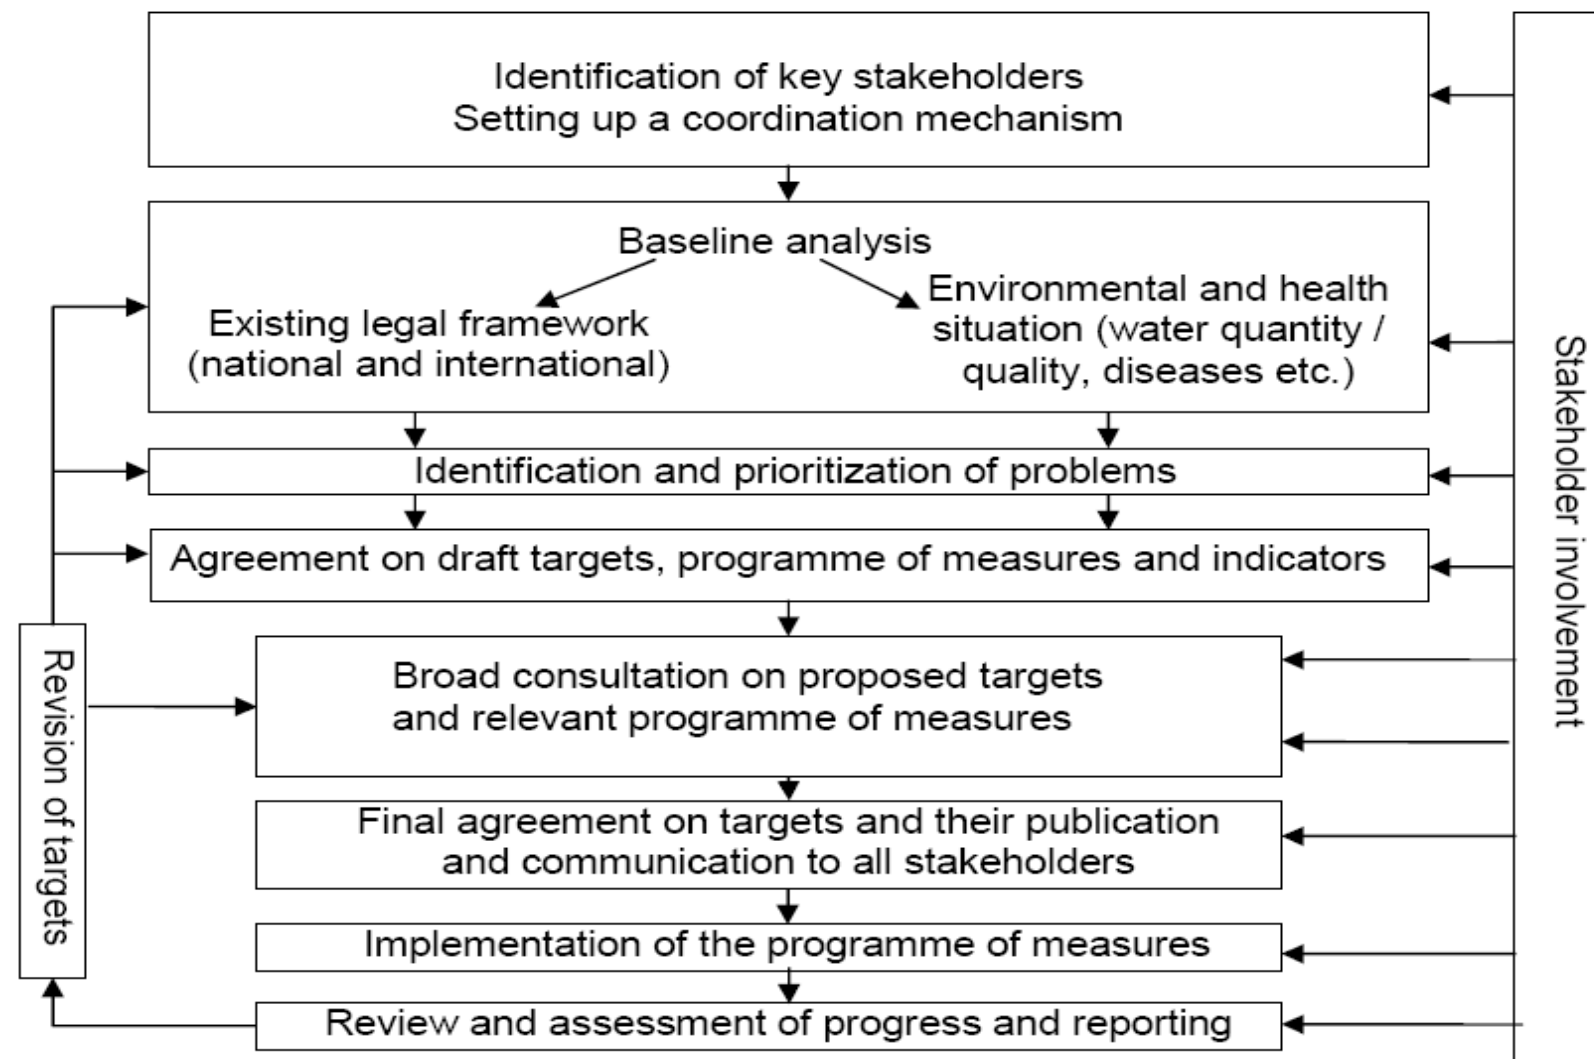 Identification of key stakeholders
Setting up a coordination mechanism
Baseline analysis
Existing legal framework
(national and international)
Environmental and health
situation (water quantity /
quality, diseases etc.)
Identification and prioritization of problems
Agreement on draft targets, programme of measures and indicators
Broad consultation on proposed targets
and relevant programme of measures
Final agreement on targets and their publication
and communication to all stakeholders
Implementation of the programme of measures
Review and assessment of progress and reporting
Revision of targets
Stakeholder involvement